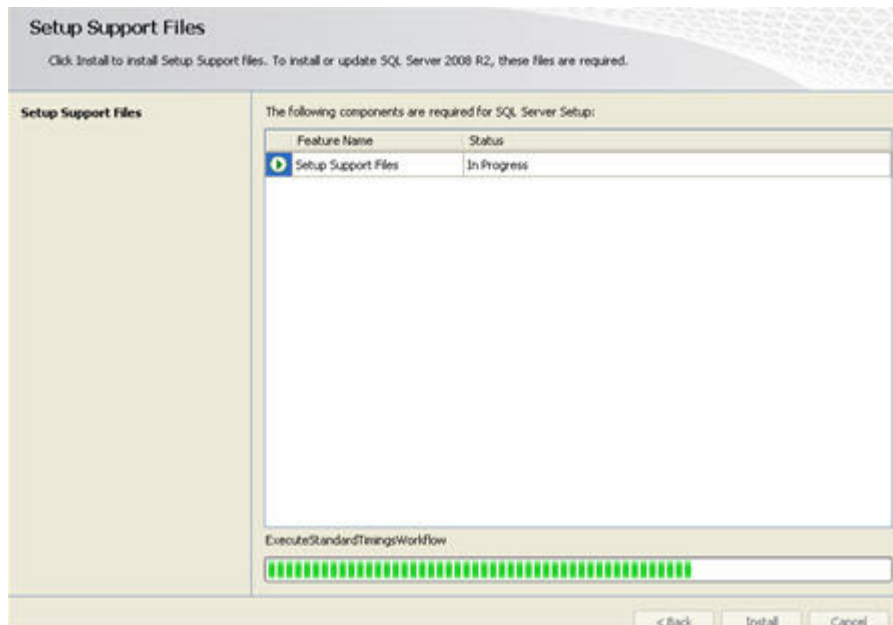 Setup Support Files
Click Install to install Setup Support files. To install or update SQL Server 2008 R2, these files are required.
Setup Support Files
The following components are required for SQL Server Setup:
Feature Name Status
Setup Support Files In Progress
ExecuteStandardTimingsWorkflow
< Back Install Cancel